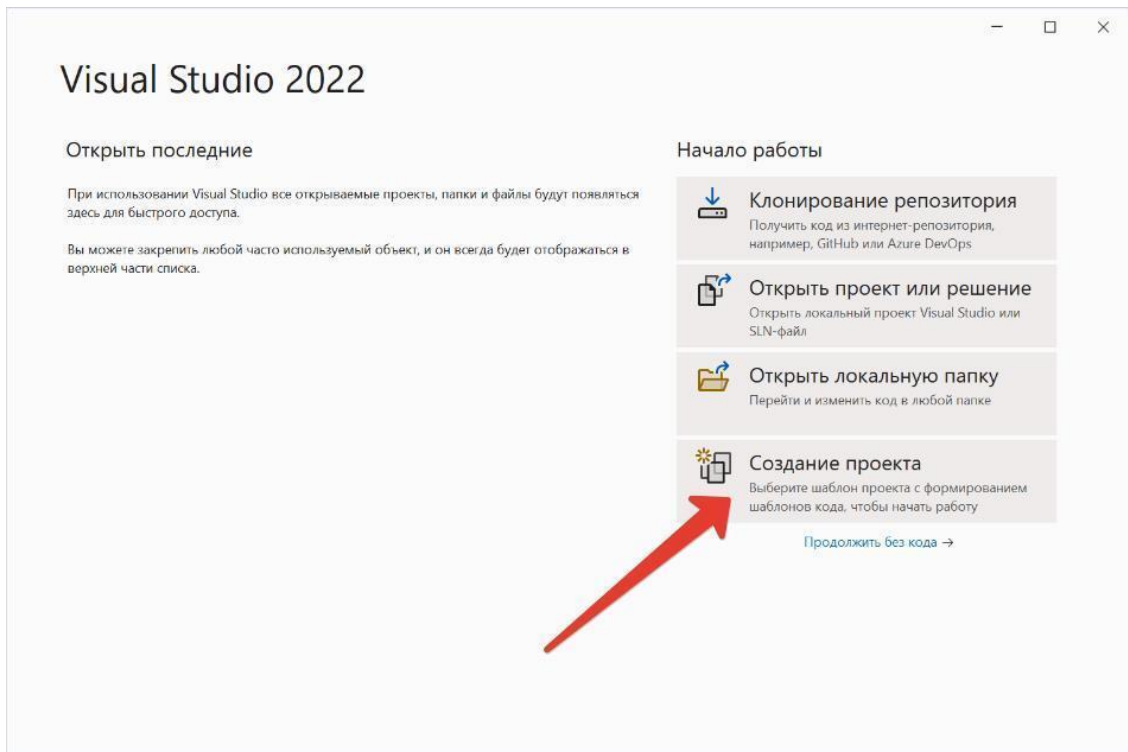 Visual Studio 2022
Открыть последние
При использовании Visual Studio все открываемые проекты, папки и файлы будут появляться
здесь для быстрого доступа.
Вы можете закрепить любой часто используемый объект, и он всегда будет отображаться в
верхней части списка.
Начало работы
Клонирование репозитория
Получить код из интернет-репозитория,
например, GitHub или Azure DevOps
Открыть проект или решение
Открыть локальный проект Visual Studio или
SLN-файл
Открыть локальную папку
Перейти и изменить код в любой папке
Создание проекта
Выберите шаблон проекта с формированием
шаблонов кода, чтобы начать работу
Продолжить без кода →